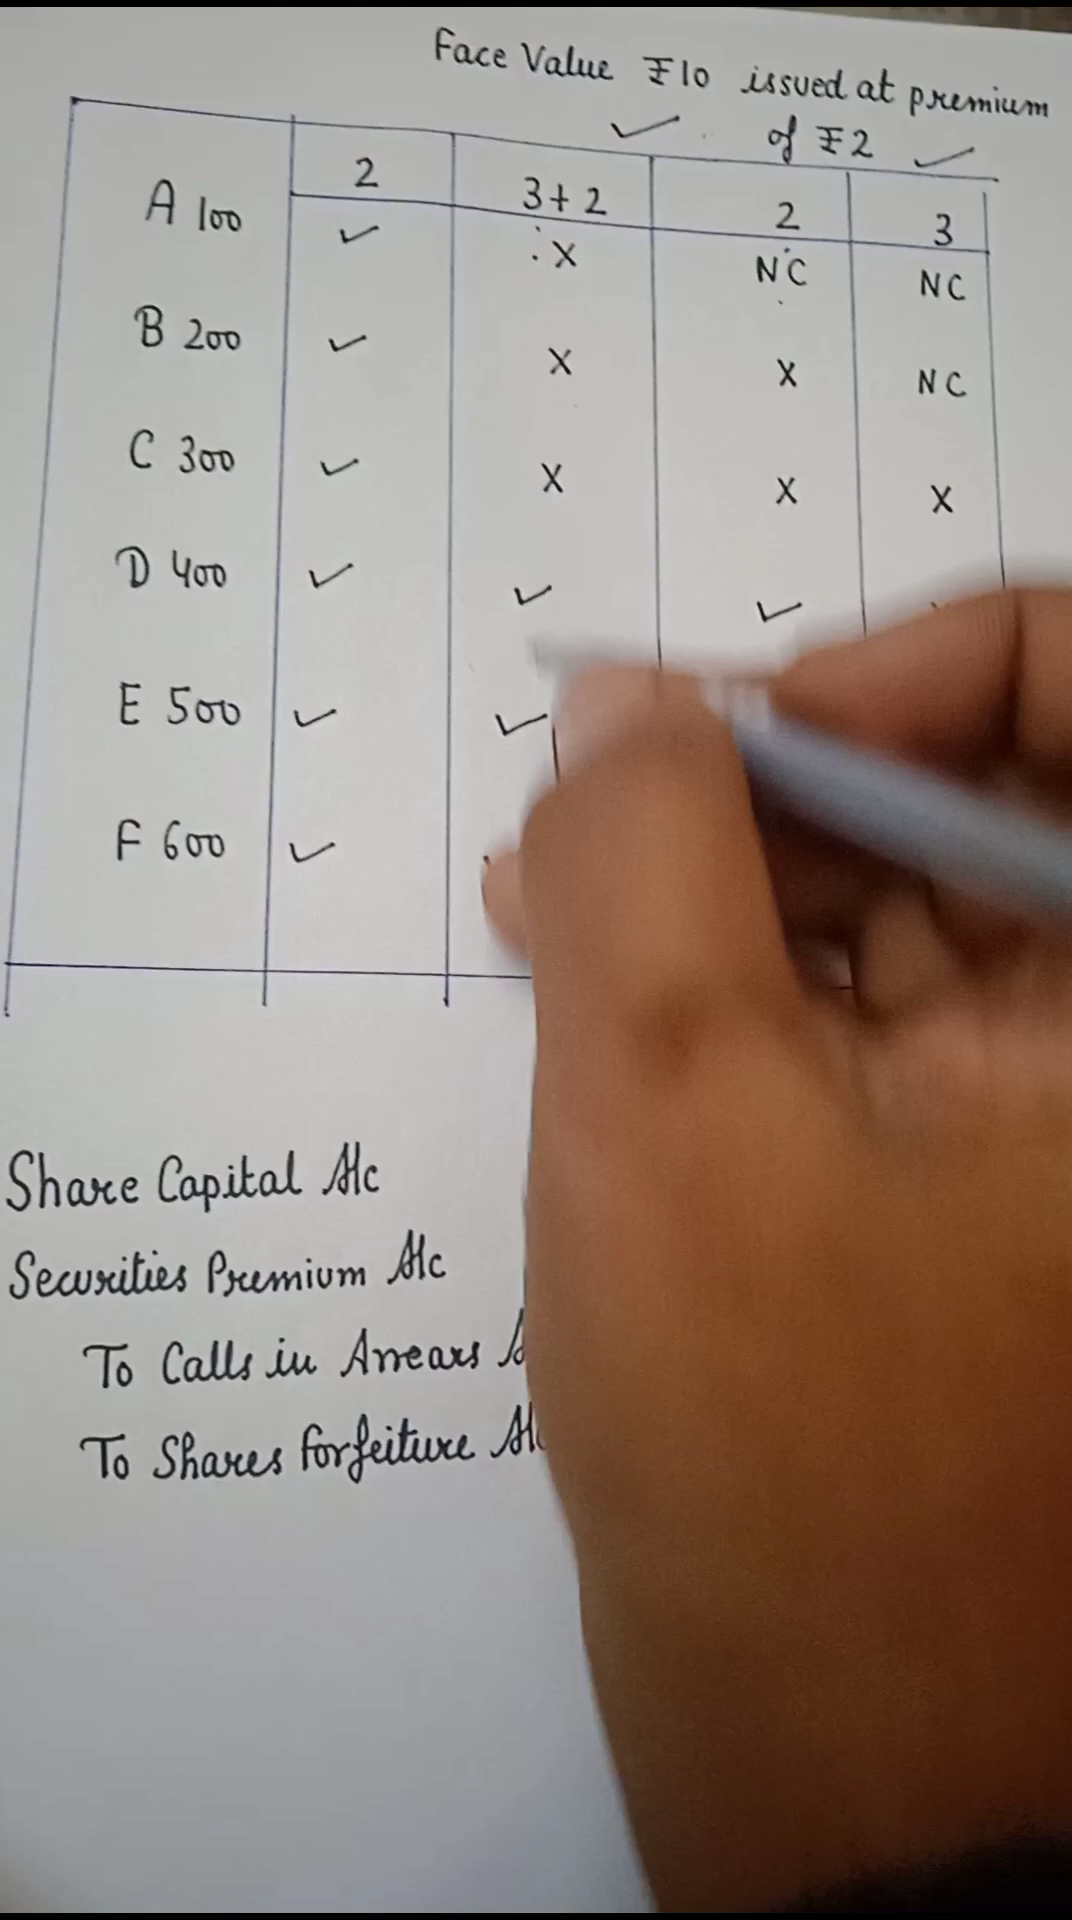 Face Value ₹10 issued at premium
of ₹2
2 3+2 2 3
A 100 ✓ X NC NC
B 200 ✓ X X NC
C 300 ✓ X X X
D 400 ✓ ✓ ✓
E 500 ✓ ✓
F 600 ✓
Share Capital A/c
Securities Premium A/c
To Calls in Arrears
To Shares forfeiture